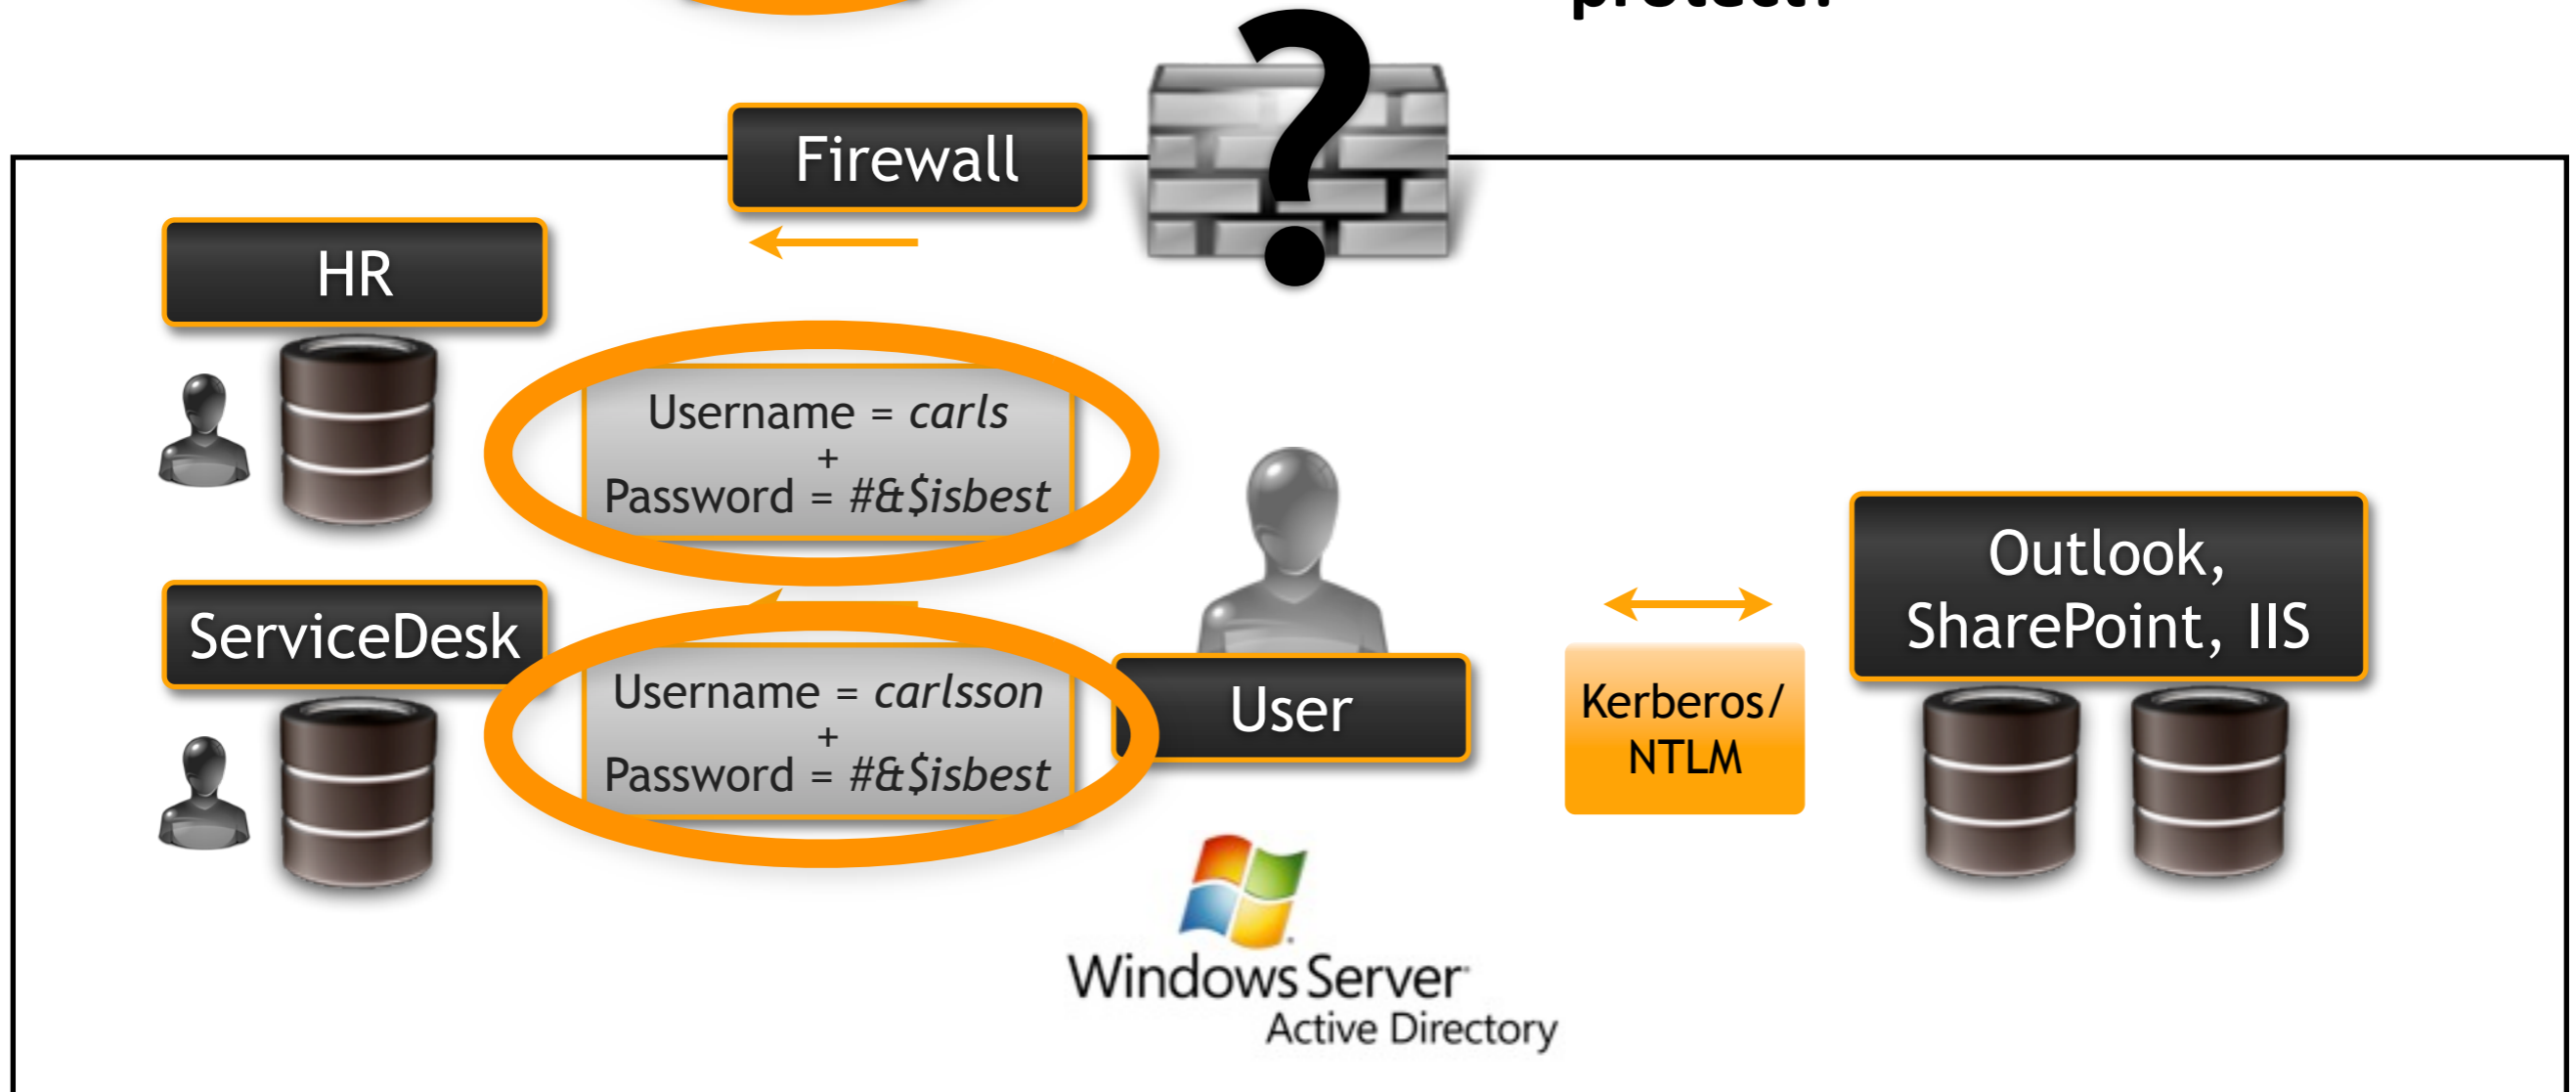 protect?
Firewall
?
HR
Username = carls
+
Password = #&$isbest
ServiceDesk
Username = carlsson
+
Password = #&$isbest
User
Kerberos/
NTLM
Outlook,
SharePoint, IIS
Windows Server
Active Directory